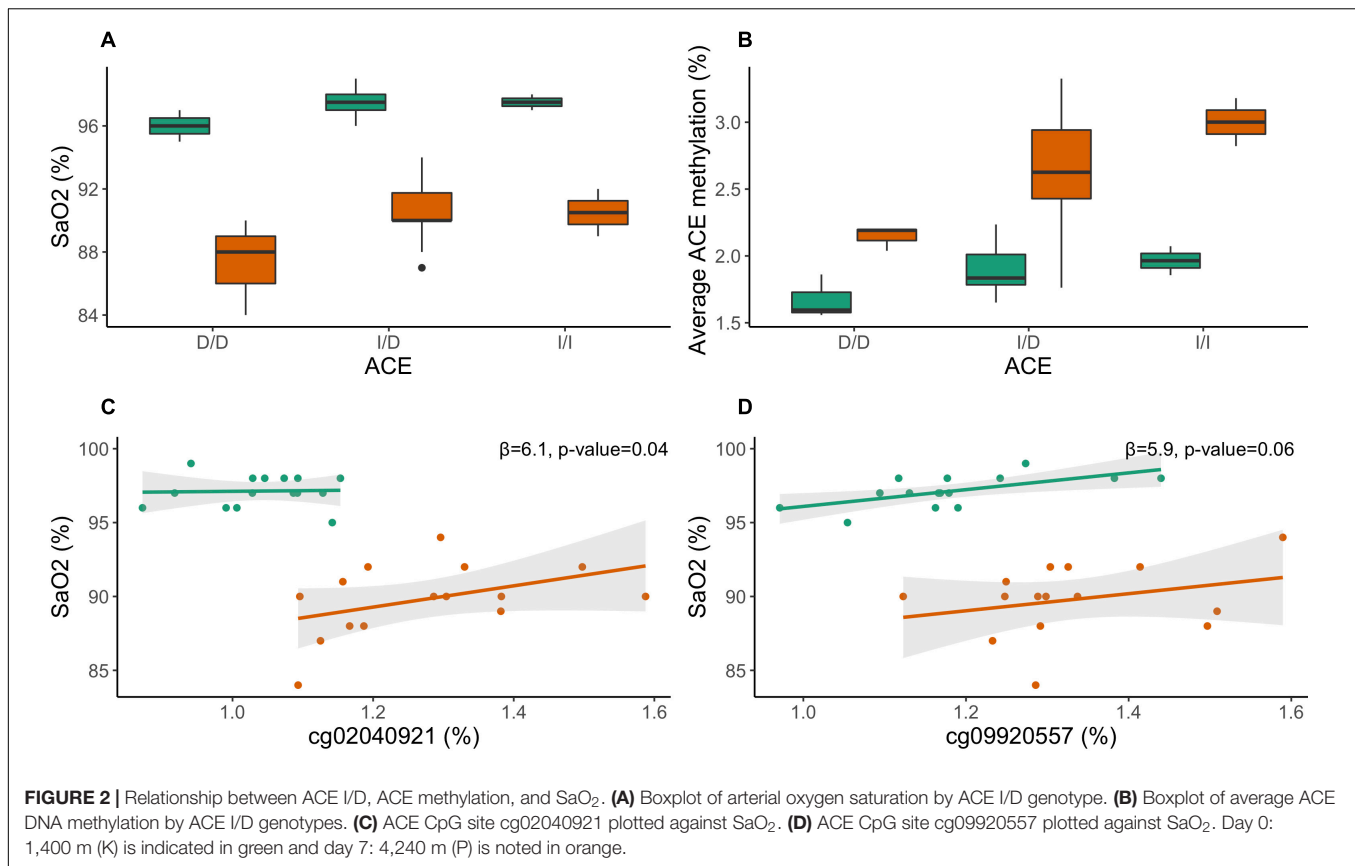 A
SaO2 (%)
96
92
88
84
D/D I/D I/I
ACE
B
Average ACE methylation (%)
3.0
2.5
2.0
1.5
D/D I/D I/I
ACE
C
β=6.1, p-value=0.04
SaO2 (%)
100
95
90
85
1.0 1.2 1.4 1.6
cg02040921 (%)
D
β=5.9, p-value=0.06
SaO2 (%)
100
95
90
85
1.0 1.2 1.4 1.6
cg09920557 (%)
FIGURE 2 | Relationship between ACE I/D, ACE methylation, and SaO₂. (A) Boxplot of arterial oxygen saturation by ACE I/D genotype. (B) Boxplot of average ACE
DNA methylation by ACE I/D genotypes. (C) ACE CpG site cg02040921 plotted against SaO₂. (D) ACE CpG site cg09920557 plotted against SaO₂. Day 0:
1,400 m (K) is indicated in green and day 7: 4,240 m (P) is noted in orange.